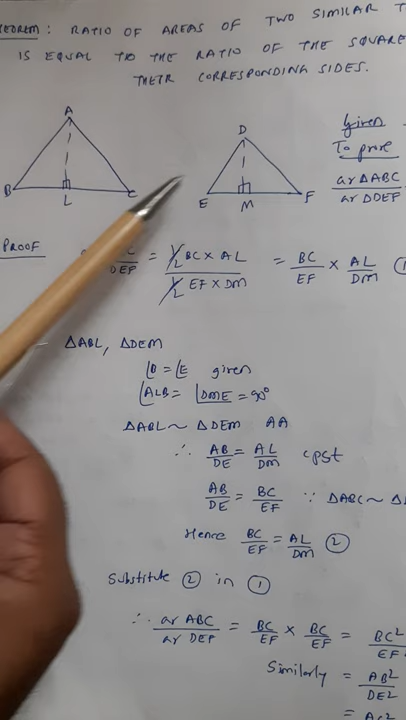 THEOREM: RATIO OF AREAS OF TWO SIMILAR
IS EQUAL TO THE RATIO OF THE SQUARE
THEIR CORRESPONDING SIDES.
A
B
L
C
D
E
M
F
Given
To prove
ar ΔABC
ar ΔDEF
PROOF
DEF = ½ BC × AL / ½ EF × DM = BC/EF × AL/DM ①
ΔABL, ΔDEM
∠B = ∠E given
∠ALB = ∠DME = 90°
ΔABL ~ ΔDEM AA
∴ AB/DE = AL/DM cpst
AB/DE = BC/EF ∵ ΔABC ~ Δ
Hence BC/EF = AL/DM ②
Substitute ② in ①
∴ ar ABC / ar DEF = BC/EF × BC/EF = BC²/EF
Similarly = AB²/DE²
= AC²